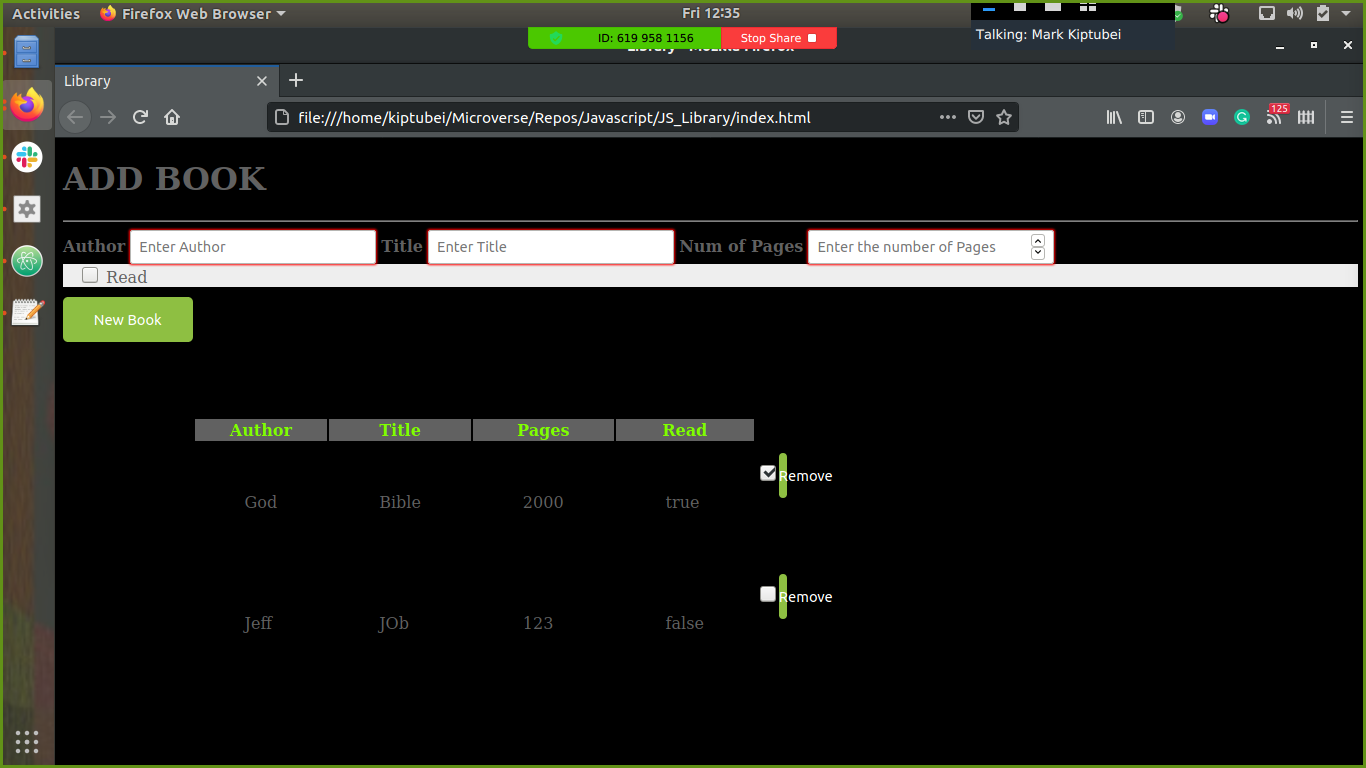 Activities Firefox Web Browser Fri 12:35
Talking: Mark Kiptubei
ID: 619 958 1156 Stop Share
Library - Mozilla Firefox
Library
file:///home/kiptubei/Microverse/Repos/Javascript/JS_Library/index.html
125
ADD BOOK
Author Enter Author Title Enter Title Num of Pages Enter the number of Pages
Read
New Book
Author Title Pages Read
Remove
God Bible 2000 true
Remove
Jeff JOb 123 false